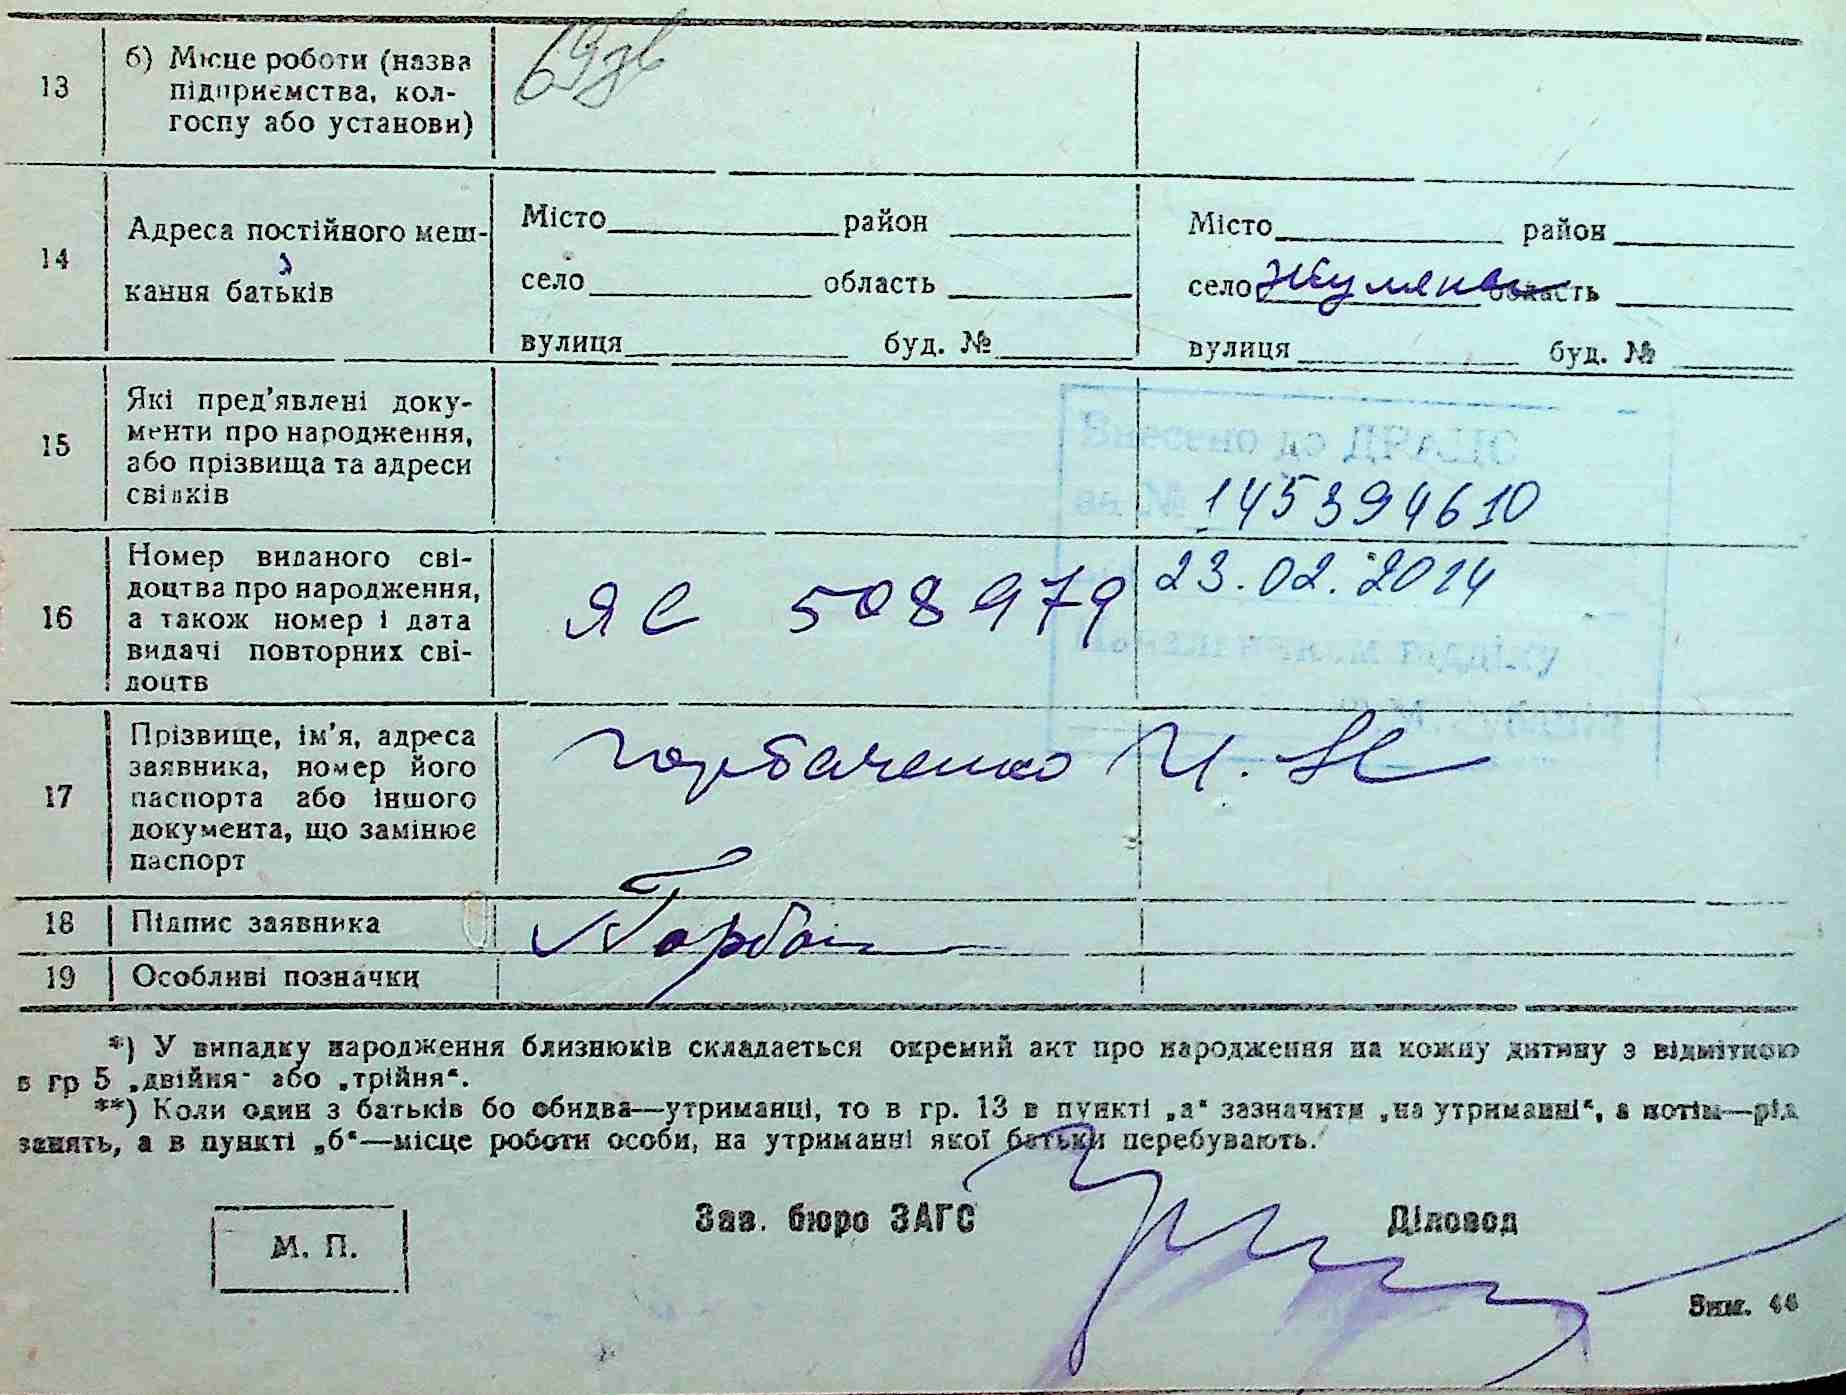 13
б) Місце роботи (назва
підприємства, кол-
госпу або установи)
14
Адреса постійного меш-
кання батьків
Місто район
село область
вулиця буд. №
Місто район
село Жуляни область
вулиця буд. №
15
Які пред'явлені доку-
менти про народження,
або прізвища та адреси
свідків
Внесено до ДРАЦС
за № 145394610
23.02.2014
Начальником відділу
16
Номер виданого сві-
доцтва про народження,
а також номер і дата
видачі повторних сві-
доцтв
ЯС 508979
17
Прізвище, ім'я, адреса
заявника, номер його
паспорта або іншого
документа, що замінює
паспорт
Горбаченко И.
18
Підпис заявника
19
Особливі позначки
*) У випадку народження близнюків складається окремий акт про народження на кожну дитину з відміткою
в гр 5 „двійня" або „трійня“.
**) Коли один з батьків бо обидва—утриманці, то в гр. 13 в пункті „а“ зазначити „на утриманні“, а потім—рід
занять, а в пункті „б“—місце роботи особи, на утриманні якої батьки перебувають.
М. П.
Зав. бюро ЗАГС
Діловод
Зим. 44